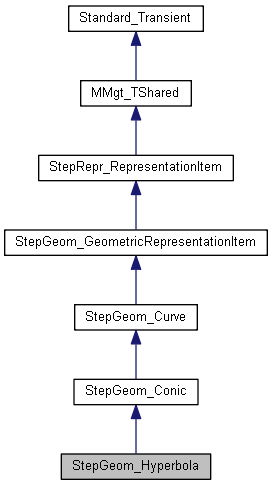 Standard_Transient
MMgt_TShared
StepRepr_RepresentationItem
StepGeom_GeometricRepresentationItem
StepGeom_Curve
StepGeom_Conic
StepGeom_Hyperbola